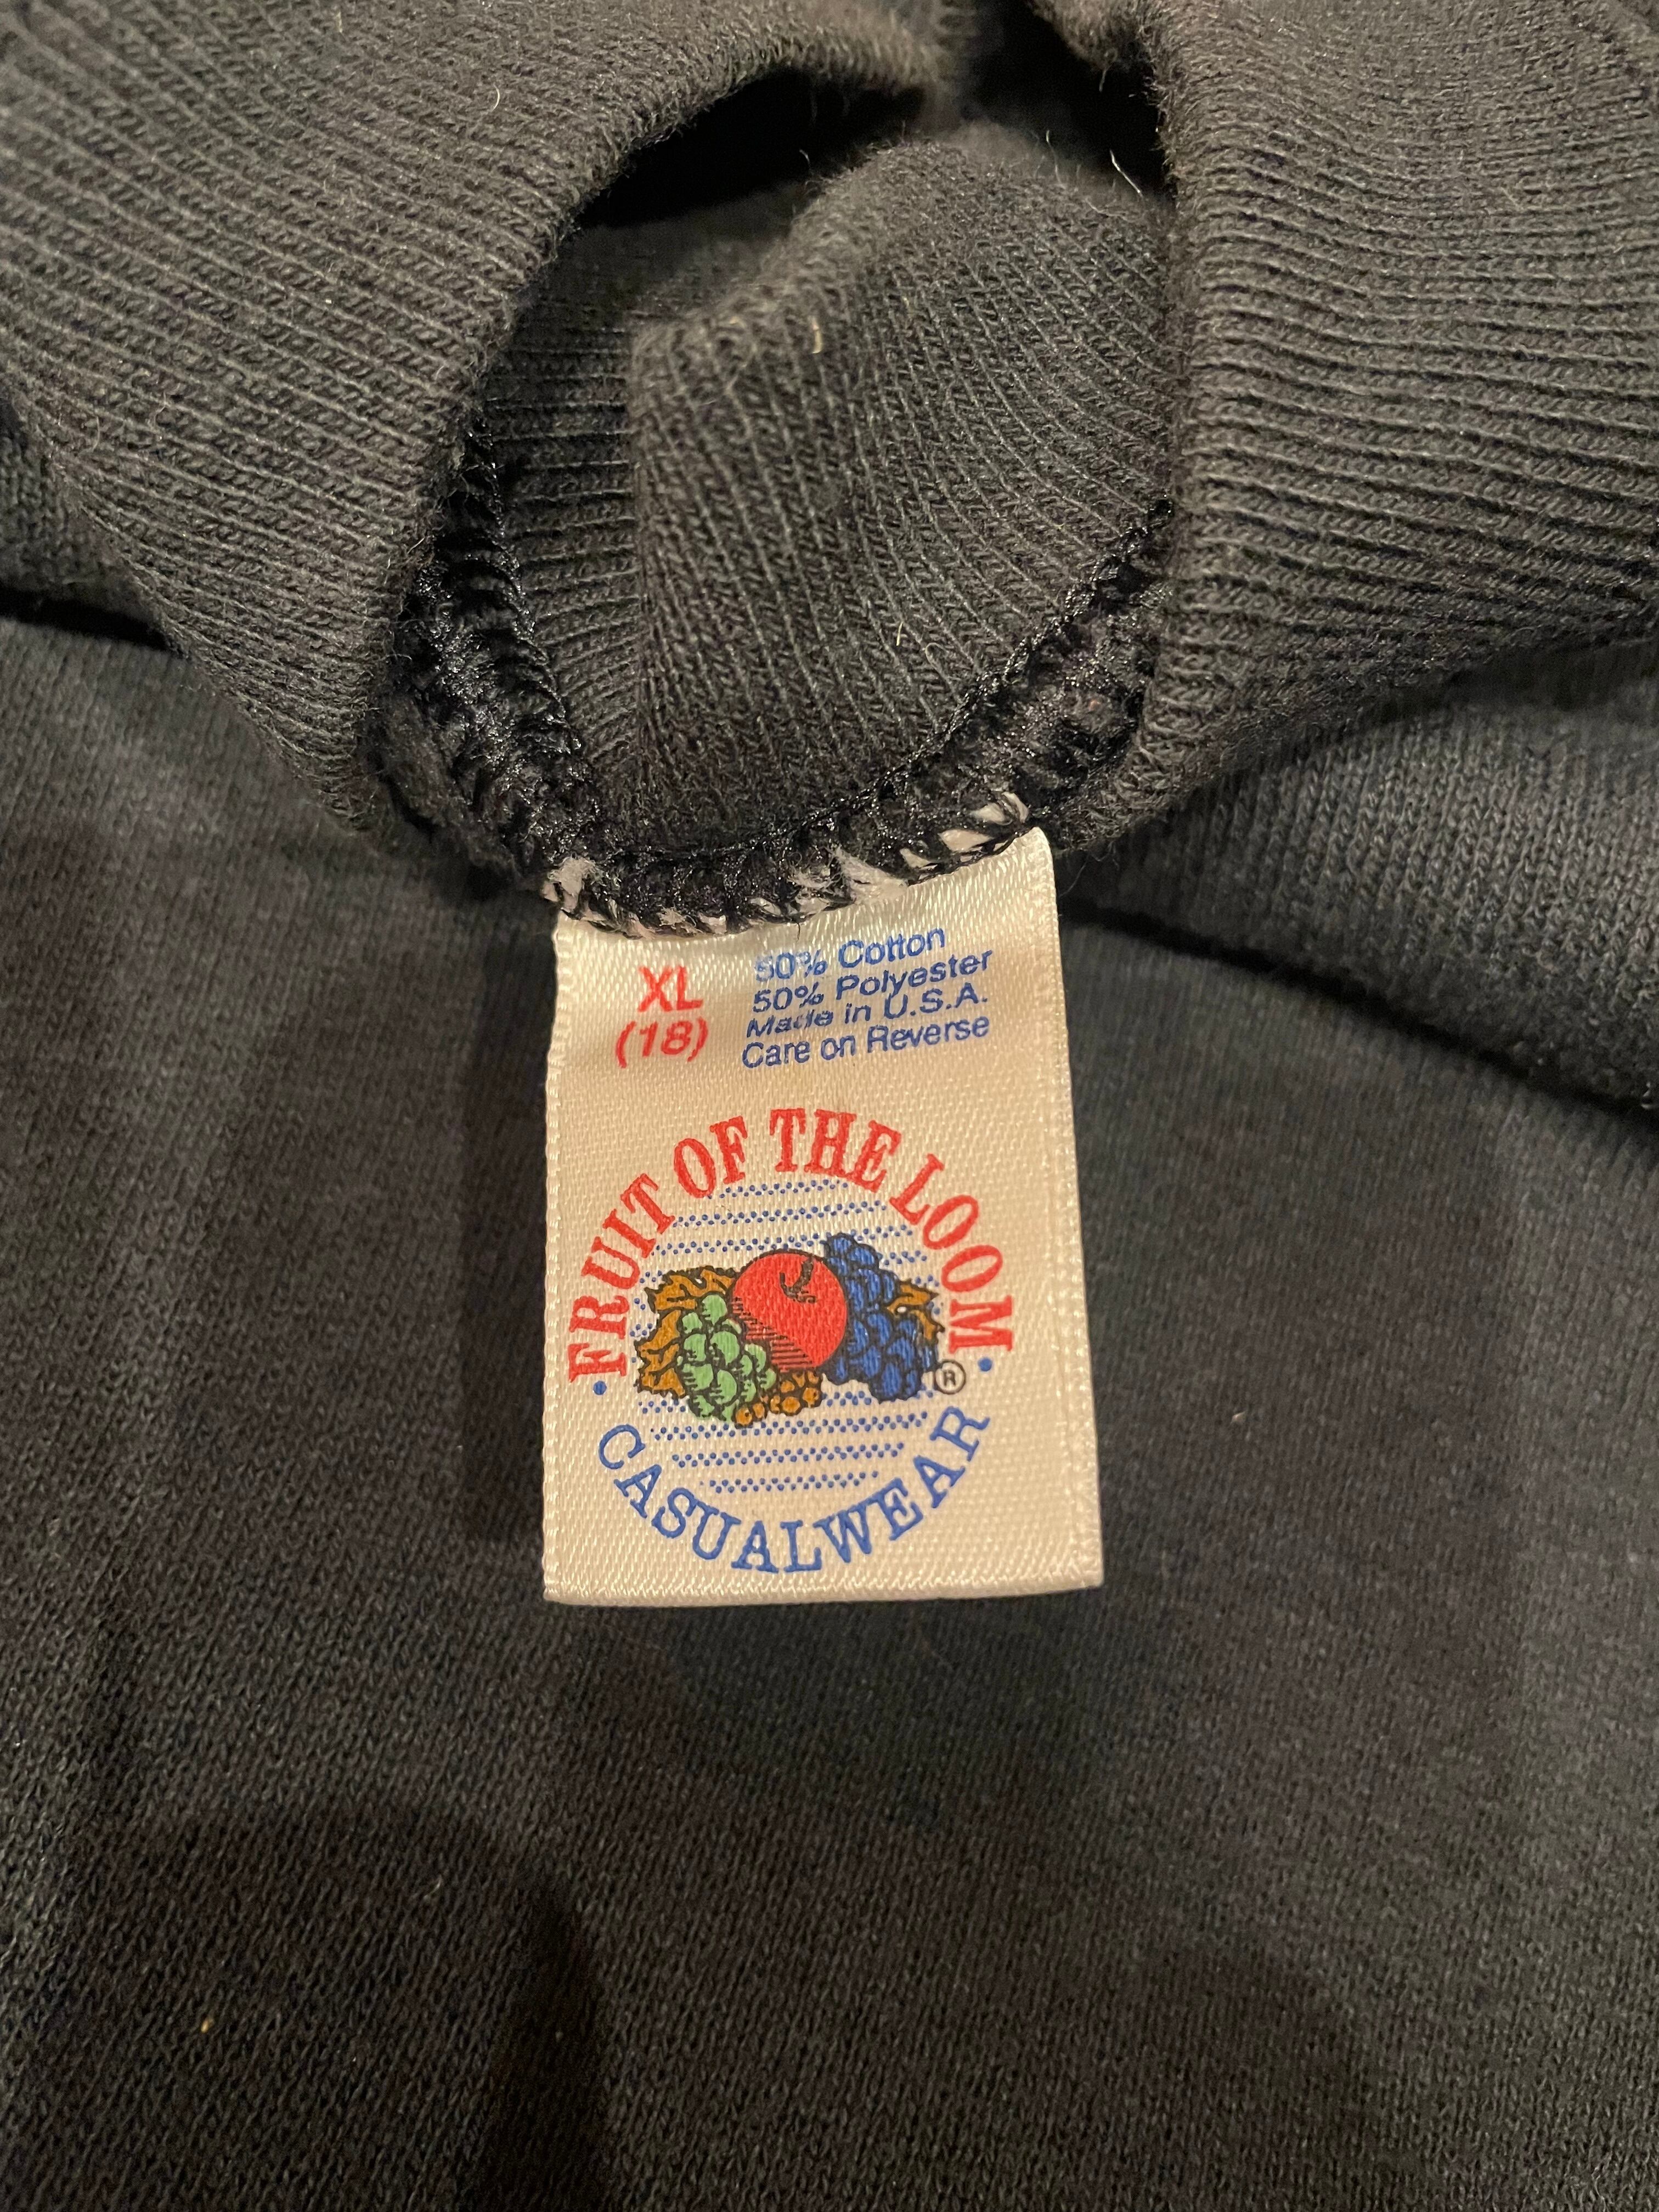 XL
(18)
50% Cotton
50% Polyester
Made in U.S.A.
Care on Reverse
FRUIT OF THE LOOM
®
CASUALWEAR